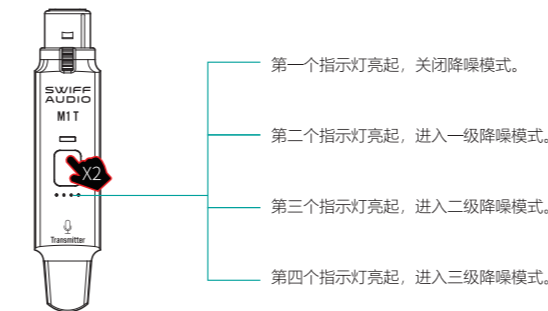 SWIFF
AUDIO
M1T
X2
Transmitter
第一个指示灯亮起，关闭降噪模式。
第二个指示灯亮起，进入一级降噪模式。
第三个指示灯亮起，进入二级降噪模式。
第四个指示灯亮起，进入三级降噪模式。